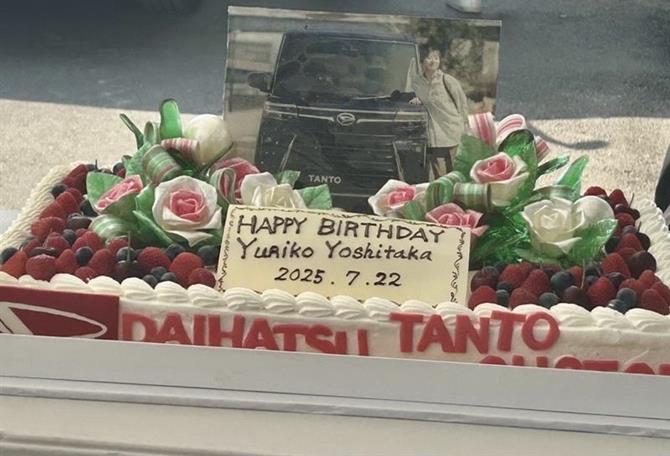 TANTO
HAPPY BIRTHDAY
Yuriko Yoshitaka
2025.7.22
DAIHATSU TANTO